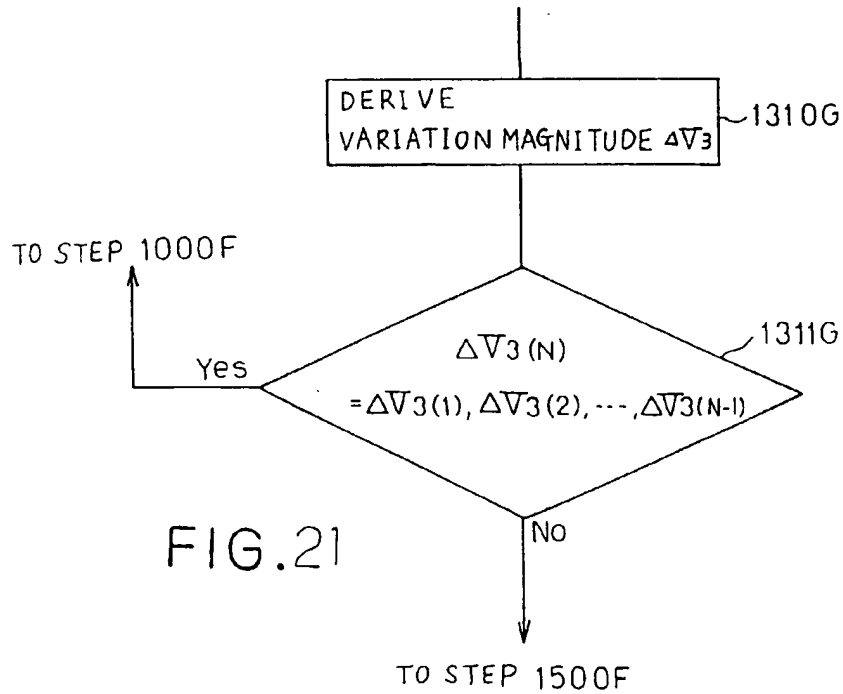 DERIVE
VARIATION MAGNITUDE ΔV3
1310G
TO STEP 1000F
1311G
Yes
ΔV3(N)
=ΔV3(1), ΔV3(2), ---, ΔV3(N-1)
No
FIG.21
TO STEP 1500F